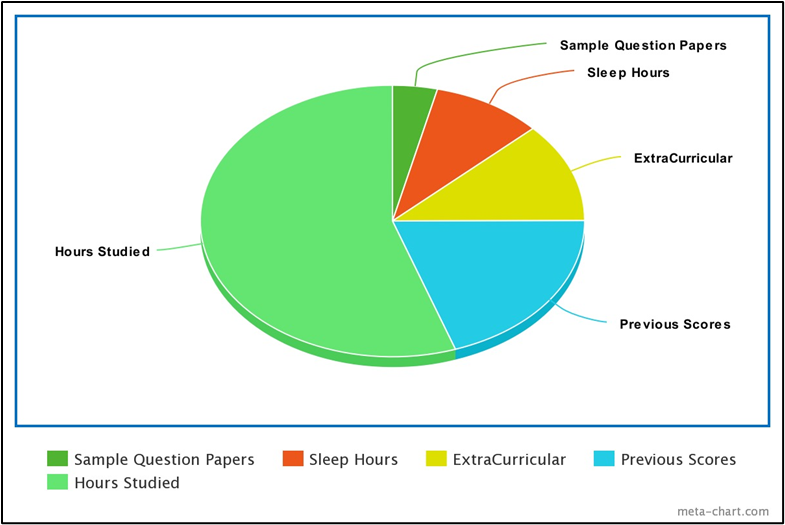 Sample Question Papers
Sleep Hours
ExtraCurricular
Hours Studied
Previous Scores
Sample Question Papers Sleep Hours ExtraCurricular Previous Scores
Hours Studied
meta-chart.com